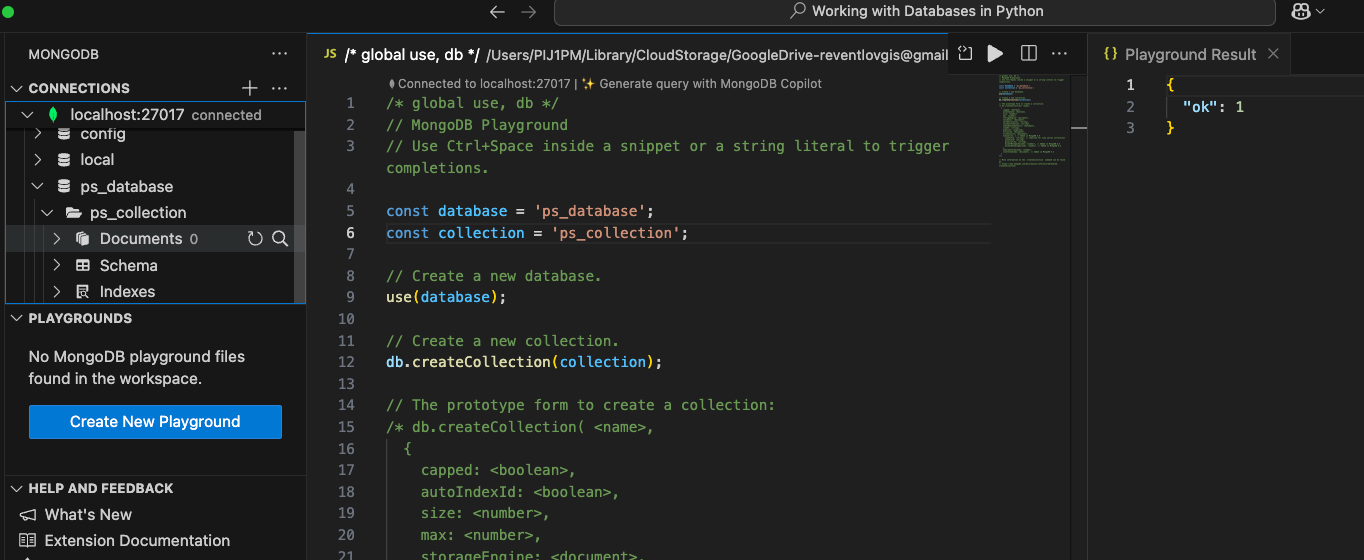 Working with Databases in Python
MONGODB
CONNECTIONS
localhost:27017 connected
config
local
ps_database
ps_collection
Documents 0
Schema
Indexes
PLAYGROUNDS
No MongoDB playground files
found in the workspace.
Create New Playground
HELP AND FEEDBACK
What's New
Extension Documentation
JS /* global use, db */ /Users/PIJ1PM/Library/CloudStorage/GoogleDrive-reventlovgis@gmail
Connected to localhost:27017 | ✨ Generate query with MongoDB Copilot
1 /* global use, db */
2 // MongoDB Playground
3 // Use Ctrl+Space inside a snippet or a string literal to trigger
completions.
4
5 const database = 'ps_database';
6 const collection = 'ps_collection';
7
8 // Create a new database.
9 use(database);
10
11 // Create a new collection.
12 db.createCollection(collection);
13
14 // The prototype form to create a collection:
15 /* db.createCollection( <name>,
16 {
17 capped: <boolean>,
18 autoIndexId: <boolean>,
19 size: <number>,
20 max: <number>,
21 storageEngine: <document>,
{} Playground Result
1 {
2 "ok": 1
3 }